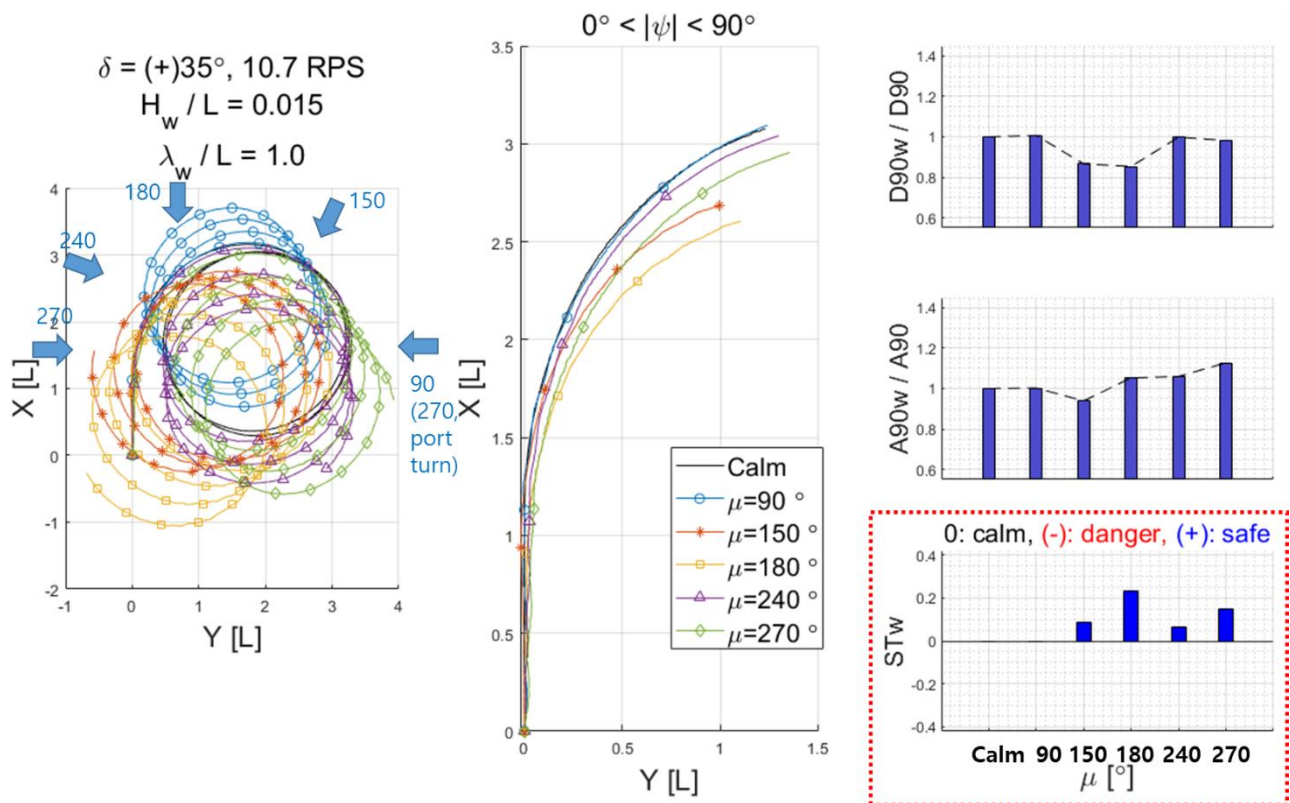 δ = (+)35°, 10.7 RPS
H_w / L = 0.015
λ_w / L = 1.0
180
150
240
270
90
(270,
port
turn)
4
3
2
1
0
-1
-2
-1 0 1 2 3 4
X [L]
Y [L]
0° < |ψ| < 90°
3.5
3
2.5
2
1.5
1
0.5
0
0 0.5 1 1.5
X [L]
Y [L]
Calm
μ=90 °
μ=150 °
μ=180 °
μ=240 °
μ=270 °
D90w / D90
1.4
1.2
1
0.8
0.6
A90w / A90
1.4
1.2
1
0.8
0.6
0: calm, (-): danger, (+): safe
STw
0.4
0.2
0
-0.2
-0.4
Calm 90 150 180 240 270
μ [°]